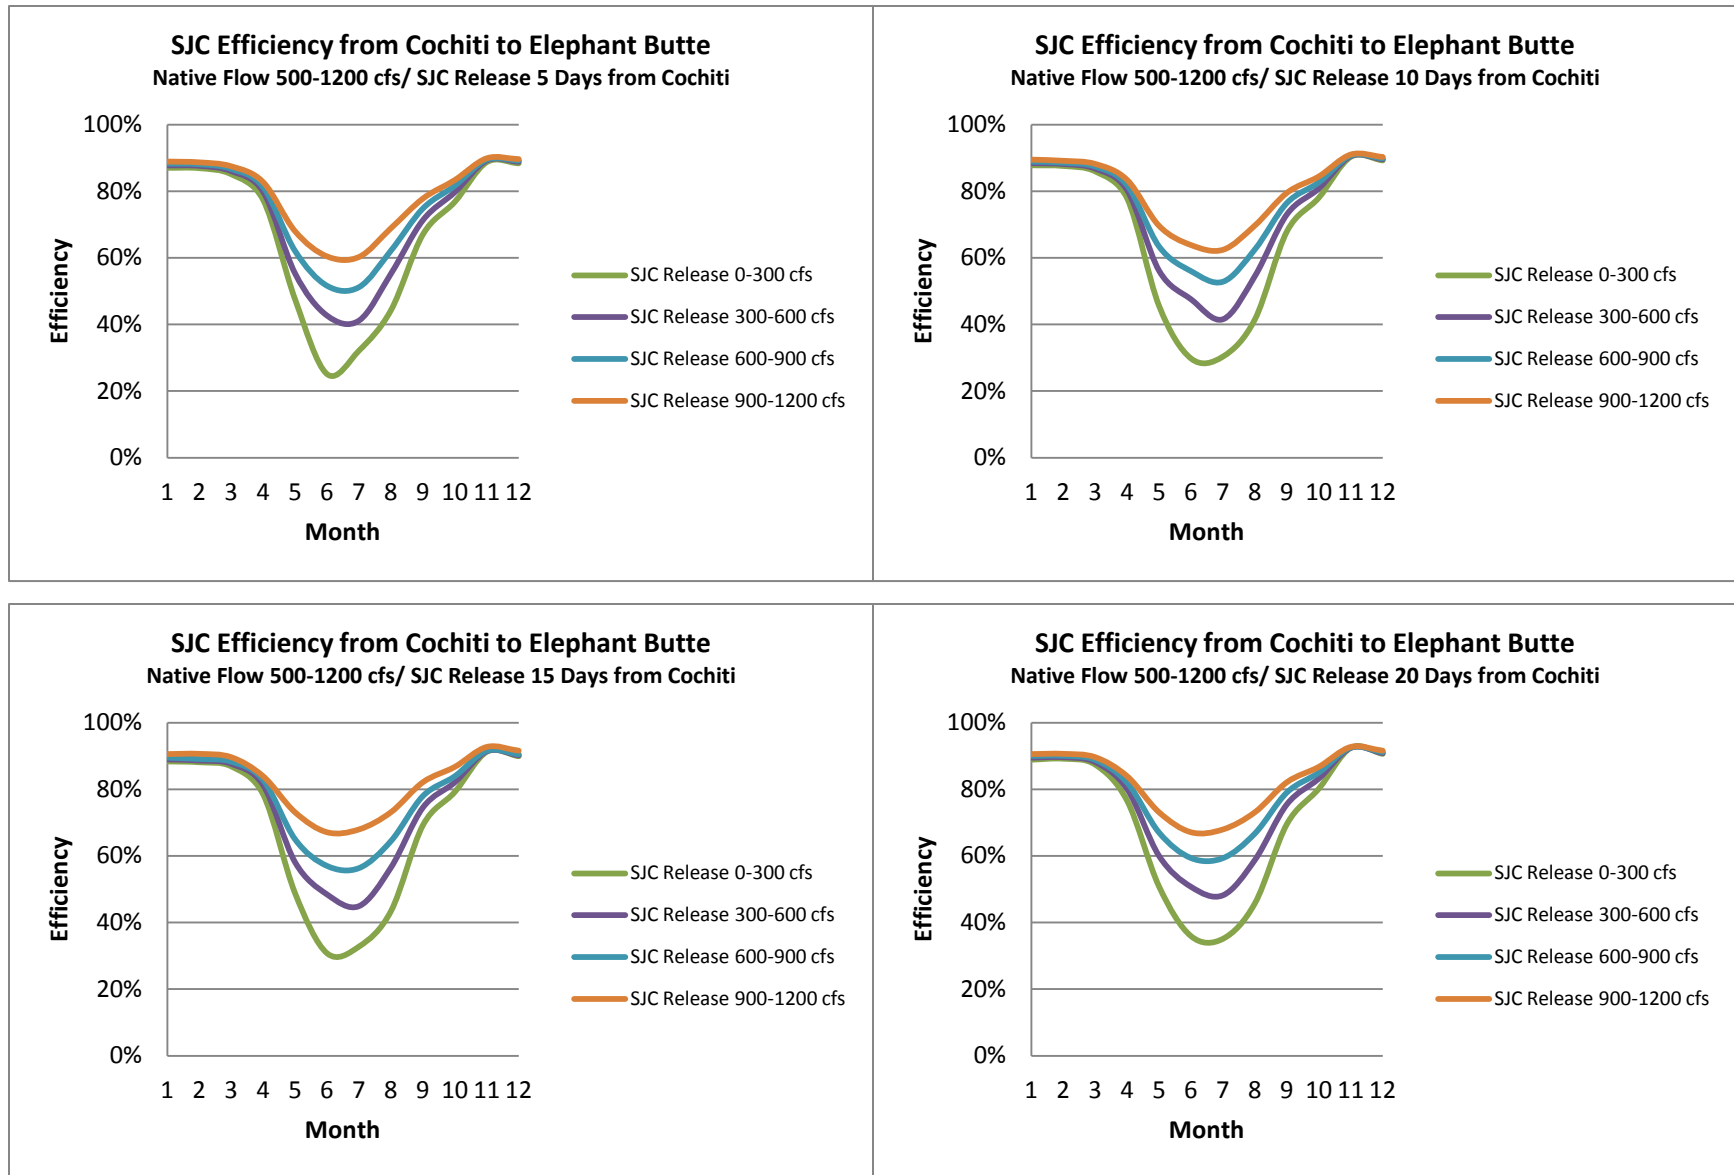 SJC Efficiency from Cochiti to Elephant Butte
Native Flow 500-1200 cfs/ SJC Release 5 Days from Cochiti
100%
80%
60%
40%
20%
0%
Efficiency
1 2 3 4 5 6 7 8 9 10 11 12
Month
SJC Release 0-300 cfs
SJC Release 300-600 cfs
SJC Release 600-900 cfs
SJC Release 900-1200 cfs
SJC Efficiency from Cochiti to Elephant Butte
Native Flow 500-1200 cfs/ SJC Release 10 Days from Cochiti
100%
80%
60%
40%
20%
0%
Efficiency
1 2 3 4 5 6 7 8 9 10 11 12
Month
SJC Release 0-300 cfs
SJC Release 300-600 cfs
SJC Release 600-900 cfs
SJC Release 900-1200 cfs
SJC Efficiency from Cochiti to Elephant Butte
Native Flow 500-1200 cfs/ SJC Release 15 Days from Cochiti
100%
80%
60%
40%
20%
0%
Efficiency
1 2 3 4 5 6 7 8 9 10 11 12
Month
SJC Release 0-300 cfs
SJC Release 300-600 cfs
SJC Release 600-900 cfs
SJC Release 900-1200 cfs
SJC Efficiency from Cochiti to Elephant Butte
Native Flow 500-1200 cfs/ SJC Release 20 Days from Cochiti
100%
80%
60%
40%
20%
0%
Efficiency
1 2 3 4 5 6 7 8 9 10 11 12
Month
SJC Release 0-300 cfs
SJC Release 300-600 cfs
SJC Release 600-900 cfs
SJC Release 900-1200 cfs